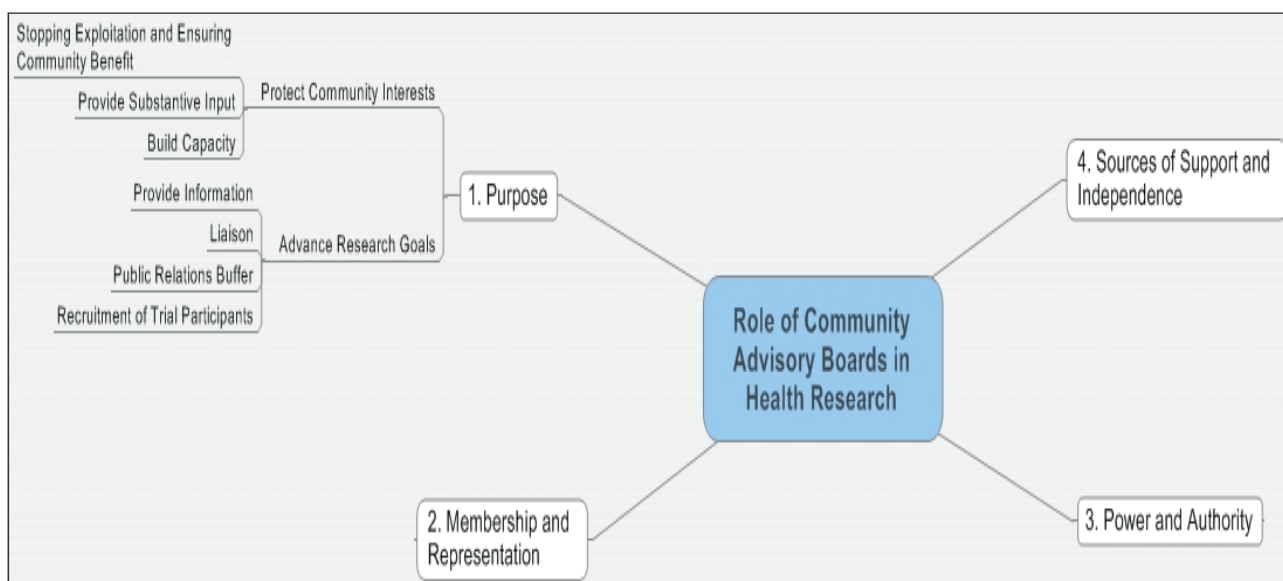 Stopping Exploitation and Ensuring
Community Benefit
Provide Substantive Input
Build Capacity
Protect Community Interests
Provide Information
Liaison
Public Relations Buffer
Recruitment of Trial Participants
Advance Research Goals
1. Purpose
4. Sources of Support and
Independence
Role of Community
Advisory Boards in
Health Research
2. Membership and
Representation
3. Power and Authority